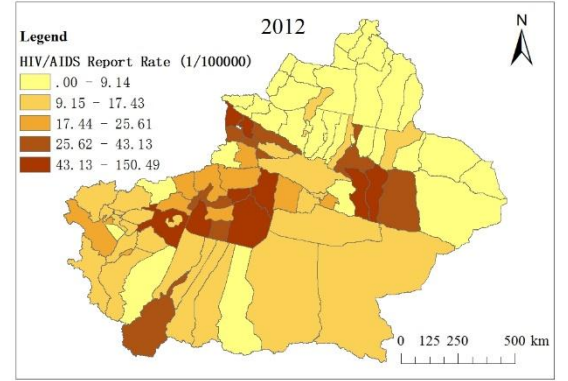 2012
N
Legend
HIV/AIDS Report Rate (1/100000)
.00 - 9.14
9.15 - 17.43
17.44 - 25.61
25.62 - 43.13
43.13 - 150.49
0 125 250 500 km